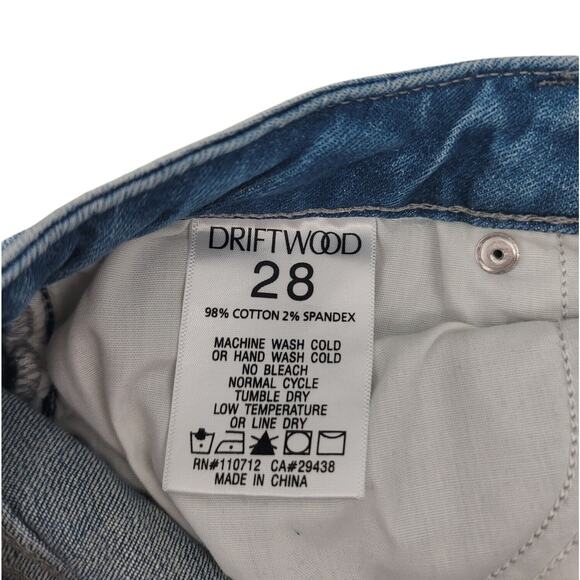 DRIFTWOOD
28
98% COTTON 2% SPANDEX
MACHINE WASH COLD
OR HAND WASH COLD
NO BLEACH
NORMAL CYCLE
TUMBLE DRY
LOW TEMPERATURE
OR LINE DRY
RN#110712 CA#29438
MADE IN CHINA